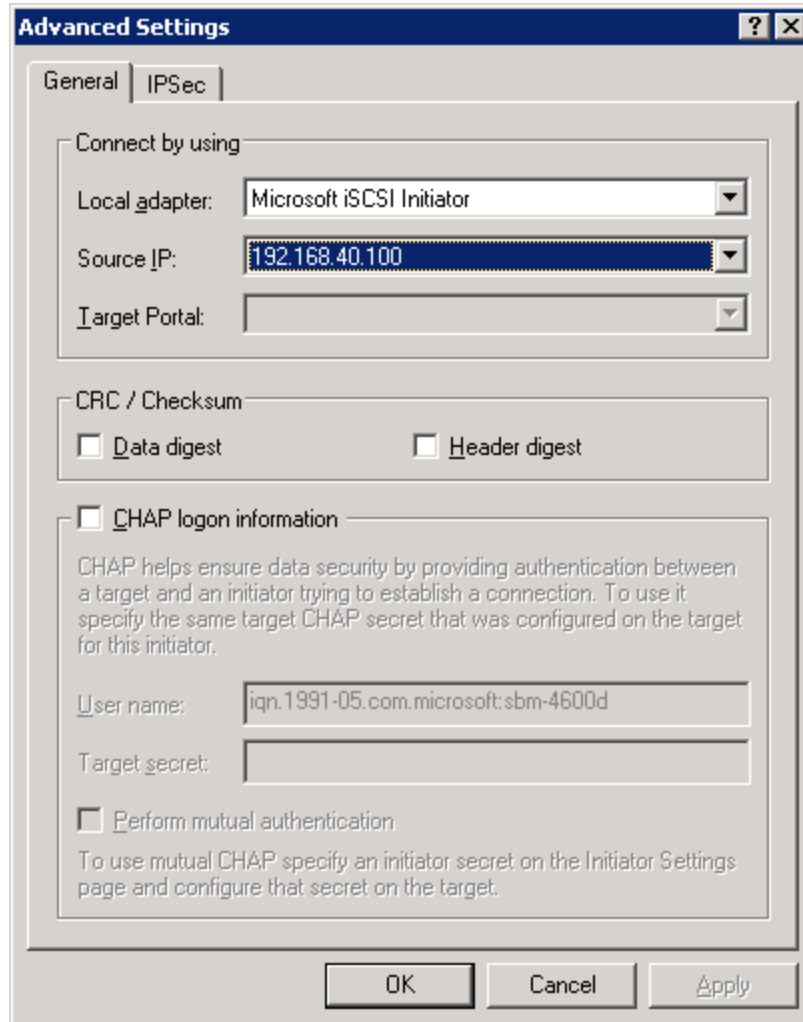 Advanced Settings
General
IPSec
Connect by using
Local adapter:
Microsoft iSCSI Initiator
Source IP:
192.168.40.100
Target Portal:
CRC / Checksum
Data digest
Header digest
CHAP logon information
CHAP helps ensure data security by providing authentication between
a target and an initiator trying to establish a connection. To use it
specify the same target CHAP secret that was configured on the target
for this initiator.
User name:
iqn.1991-05.com.microsoft:sbm-4600d
Target secret:
Perform mutual authentication
To use mutual CHAP specify an initiator secret on the Initiator Settings
page and configure that secret on the target.
OK
Cancel
Apply